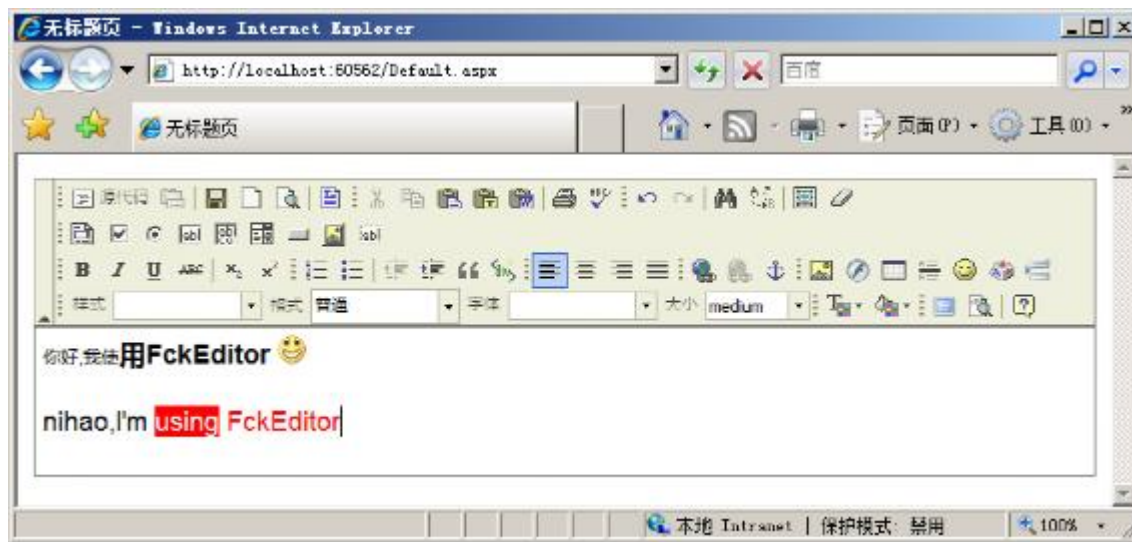 无标题页 - Windows Internet Explorer
http://localhost:60562/Default.aspx
百度
无标题页
页面(P)
工具(O)
源代码
B I U ABC
样式 格式 普通 字体 大小 medium
你好,我使用FckEditor
nihao,I'm using FckEditor
本地 Intranet | 保护模式: 禁用 100%